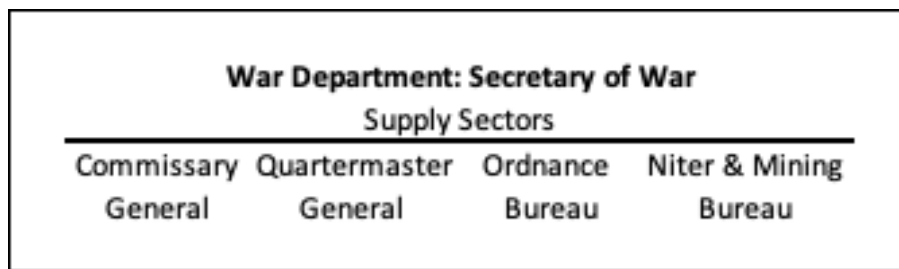 War Department: Secretary of War
Supply Sectors
Commissary Quartermaster Ordnance Niter & Mining
General General Bureau Bureau